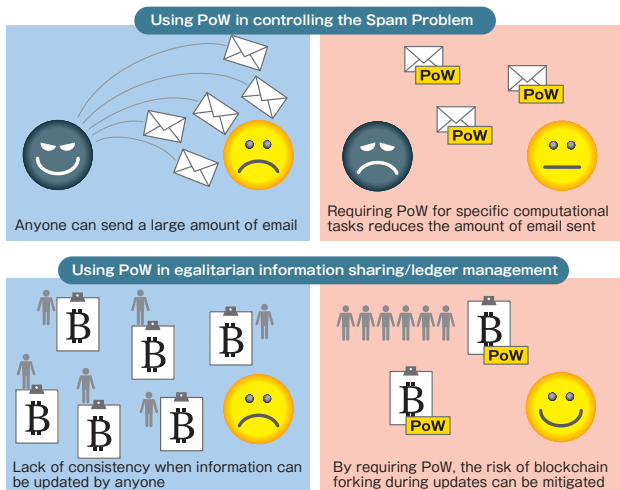 Using PoW in controlling the Spam Problem
PoW
PoW
PoW
Anyone can send a large amount of email
Requiring PoW for specific computational
tasks reduces the amount of email sent
Using PoW in egalitarian information sharing/ledger management
₿
₿
₿
₿
₿
₿
₿
PoW
₿
PoW
Lack of consistency when information can
be updated by anyone
By requiring PoW, the risk of blockchain
forking during updates can be mitigated